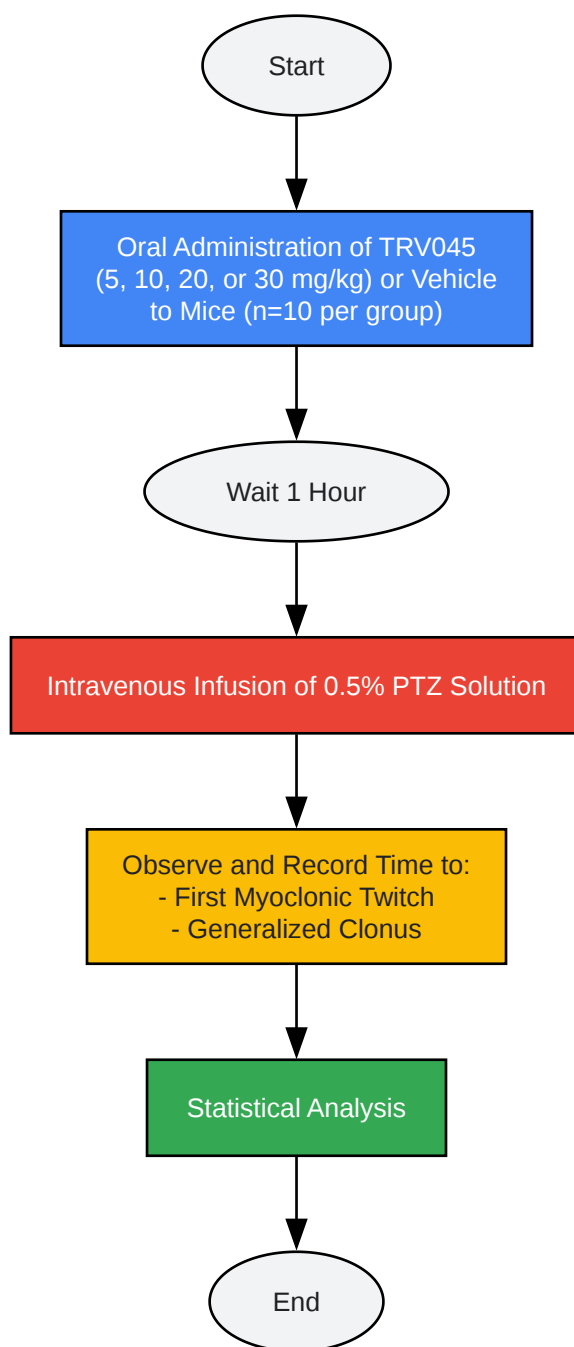 Start
Oral Administration of TRV045
(5, 10, 20, or 30 mg/kg) or Vehicle
to Mice (n=10 per group)
Wait 1 Hour
Intravenous Infusion of 0.5% PTZ Solution
Observe and Record Time to:
- First Myoclonic Twitch
- Generalized Clonus
Statistical Analysis
End